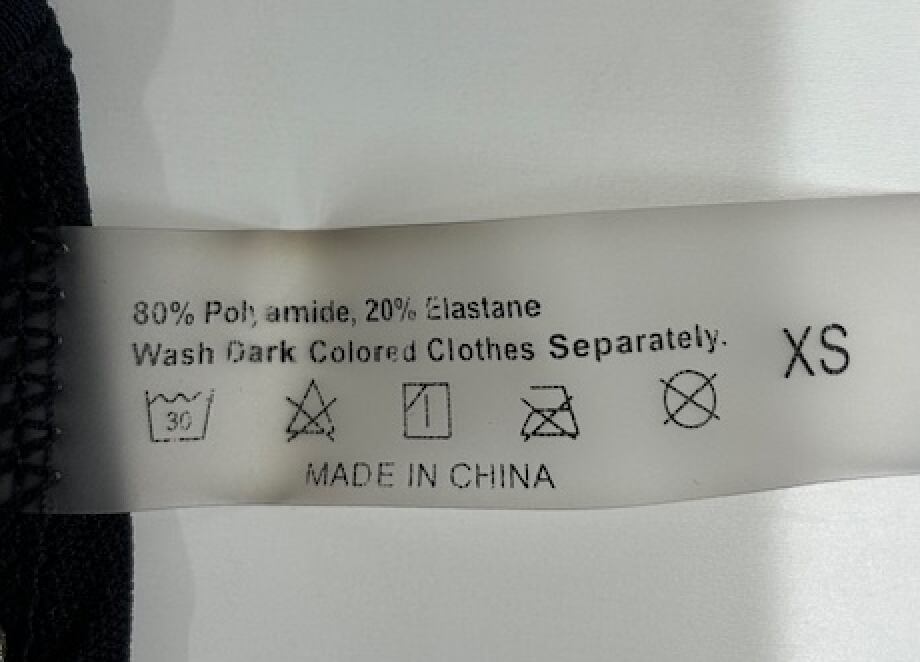 80% Polyamide, 20% Elastane
Wash Dark Colored Clothes Separately.
XS
30
MADE IN CHINA